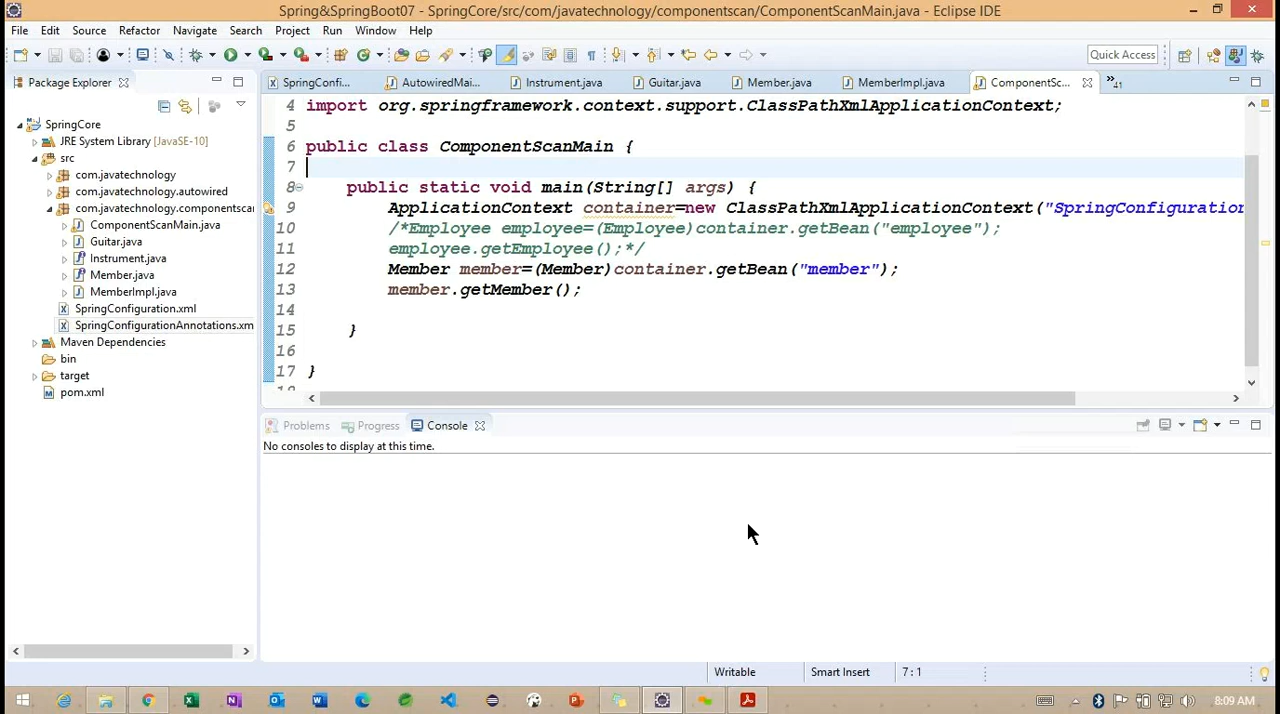 Spring&SpringBoot07 - SpringCore/src/com/javatechnology/componentscan/ComponentScanMain.java - Eclipse IDE
File Edit Source Refactor Navigate Search Project Run Window Help
Quick Access
Package Explorer
SpringConfi...
AutowiredMai...
Instrument.java
Guitar.java
Member.java
MemberImpl.java
ComponentSc...
»41
SpringCore
JRE System Library [JavaSE-10]
src
com.javatechnology
com.javatechnology.autowired
com.javatechnology.componentscar
ComponentScanMain.java
Guitar.java
Instrument.java
Member.java
MemberImpl.java
SpringConfiguration.xml
SpringConfigurationAnnotations.xm
Maven Dependencies
bin
target
pom.xml
4 import org.springframework.context.support.ClassPathXmlApplicationContext;
5
6 public class ComponentScanMain {
7
8 public static void main(String[] args) {
9 ApplicationContext container=new ClassPathXmlApplicationContext("SpringConfiguration
10 /*Employee employee=(Employee)container.getBean("employee");
11 employee.getEmployee();*/
12 Member member=(Member)container.getBean("member");
13 member.getMember();
14
15 }
16
17 }
Problems Progress Console
No consoles to display at this time.
Writable Smart Insert 7:1
8:09 AM